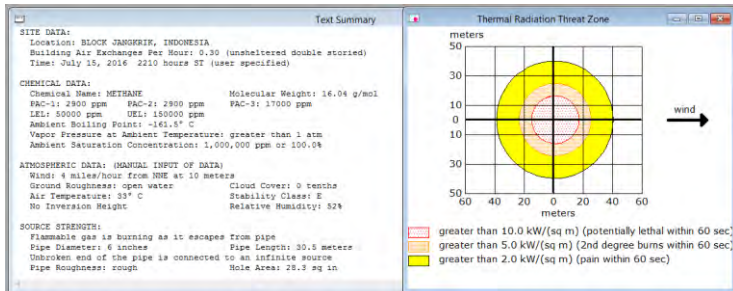 Text Summary
SITE DATA:
Location: BLOCK JANGKRIK, INDONESIA
Building Air Exchanges Per Hour: 0.30 (unsheltered double storied)
Time: July 15, 2016 2210 hours ST (user specified)
CHEMICAL DATA:
Chemical Name: METHANE Molecular Weight: 16.04 g/mol
PAC-1: 2900 ppm PAC-2: 2900 ppm PAC-3: 17000 ppm
LEL: 50000 ppm UEL: 150000 ppm
Ambient Boiling Point: -161.5° C
Vapor Pressure at Ambient Temperature: greater than 1 atm
Ambient Saturation Concentration: 1,000,000 ppm or 100.0%
ATMOSPHERIC DATA: (MANUAL INPUT OF DATA)
Wind: 4 miles/hour from NNE at 10 meters
Ground Roughness: open water Cloud Cover: 0 tenths
Air Temperature: 33° C Stability Class: E
No Inversion Height Relative Humidity: 52%
SOURCE STRENGTH:
Flammable gas is burning as it escapes from pipe
Pipe Diameter: 6 inches Pipe Length: 30.5 meters
Unbroken end of the pipe is connected to an infinite source
Pipe Roughness: rough Hole Area: 28.3 sq in
Thermal Radiation Threat Zone
meters
50
30
10
0
10
30
50
60 40 20 0 20 40 60
meters
wind
greater than 10.0 kW/(sq m) (potentially lethal within 60 sec)
greater than 5.0 kW/(sq m) (2nd degree burns within 60 sec)
greater than 2.0 kW/(sq m) (pain within 60 sec)